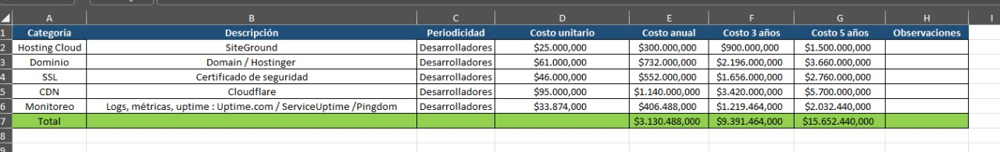 A B C D E F G H I
1 Categoría Descripción Periodicidad Costo unitario Costo anual Costo 3 años Costo 5 años Observaciones
2 Hosting Cloud SiteGround Desarrolladores $25.000,000 $300.000,000 $900.000,000 $1.500.000,000
3 Dominio Domain / Hostinger Desarrolladores $61.000,000 $732.000,000 $2.196.000,000 $3.660.000,000
4 SSL Certificado de seguridad Desarrolladores $46.000,000 $552.000,000 $1.656.000,000 $2.760.000,000
5 CDN Cloudflare Desarrolladores $95.000,000 $1.140.000,000 $3.420.000,000 $5.700.000,000
6 Monitoreo Logs, métricas, uptime : Uptime.com / ServiceUptime /Pingdom Desarrolladores $33.874,000 $406.488,000 $1.219.464,000 $2.032.440,000
7 Total $3.130.488,000 $9.391.464,000 $15.652.440,000
8
9